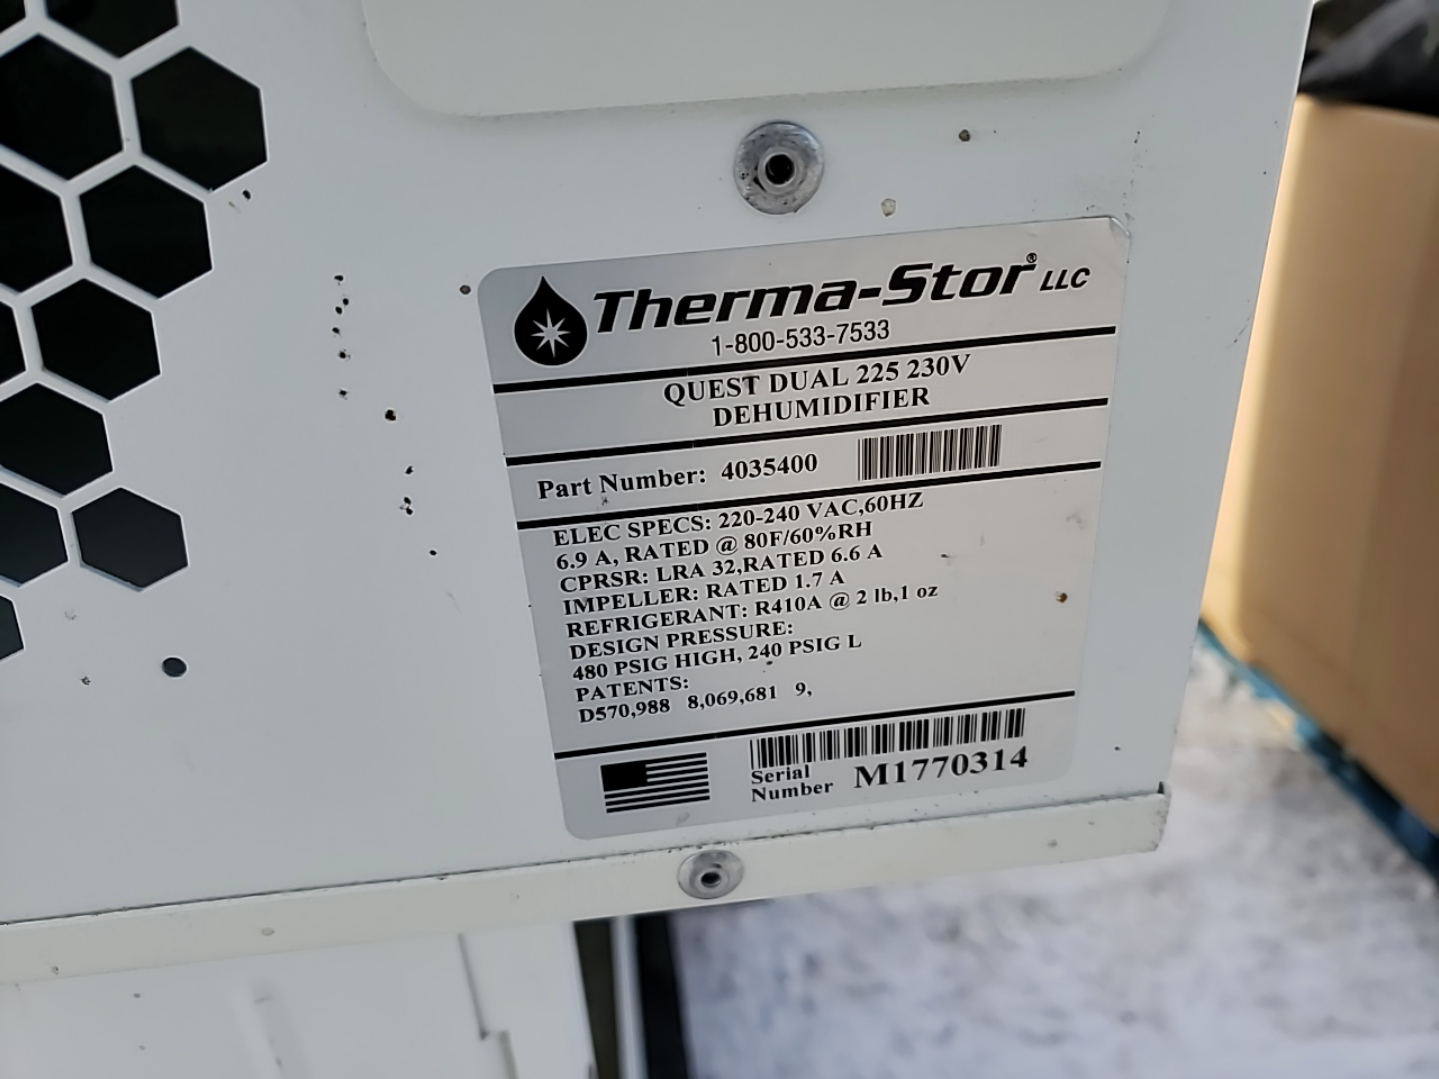 Therma-Stor® LLC
1-800-533-7533
QUEST DUAL 225 230V
DEHUMIDIFIER
Part Number: 4035400
ELEC SPECS: 220-240 VAC,60HZ
6.9 A, RATED @ 80F/60%RH
CPRSR: LRA 32,RATED 6.6 A
IMPELLER: RATED 1.7 A
REFRIGERANT: R410A @ 2 lb,1 oz
DESIGN PRESSURE:
480 PSIG HIGH, 240 PSIG L
PATENTS:
D570,988 8,069,681 9,
Serial
Number M1770314